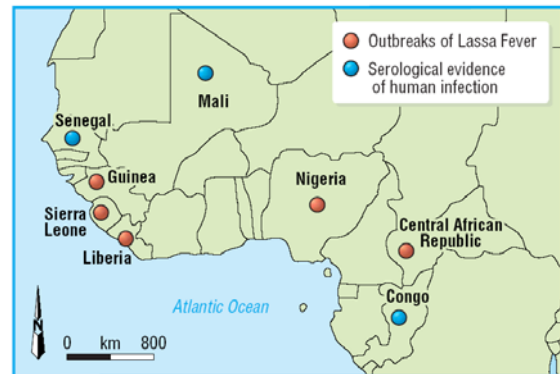 Outbreaks of Lassa Fever
Serological evidence
of human infection
Mali
Senegal
Guinea
Nigeria
Sierra
Leone
Central African
Republic
Liberia
Congo
Atlantic Ocean
N
0 km 800